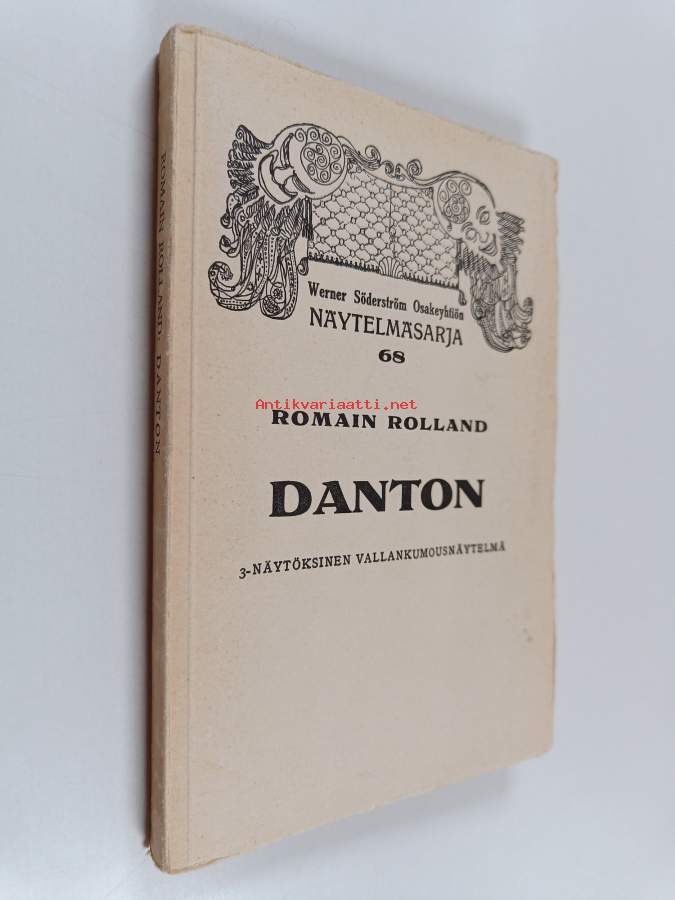 ROMAIN ROLLAND: DANTON
Werner Söderström Osakeyhtiön
NÄYTELMÄSARJA
68
Antikvariaatti.net
ROMAIN ROLLAND
DANTON
3-NÄYTÖKSINEN VALLANKUMOUSNÄYTELMÄ